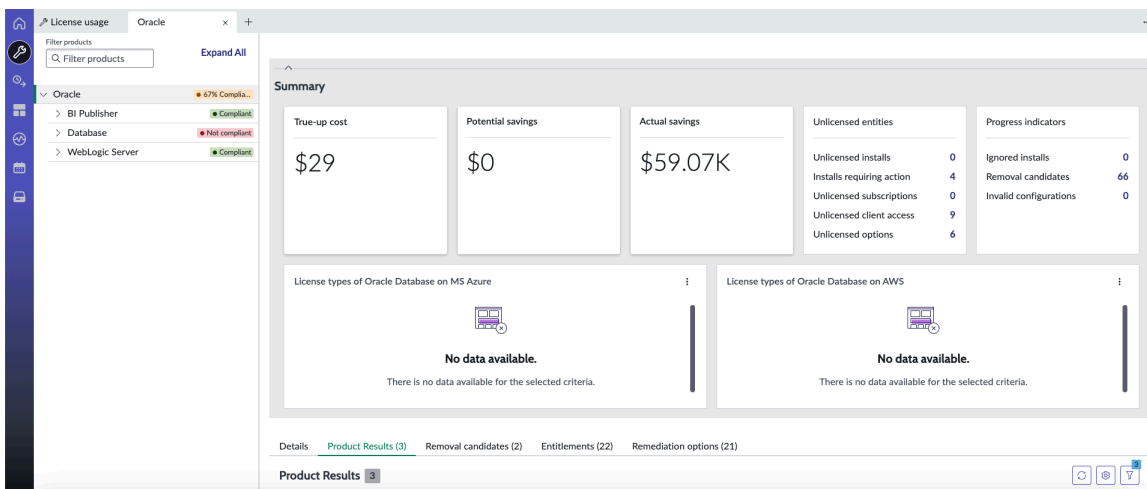 License usage
Oracle
Filter products
Filter products
Expand All
Oracle
67% Complia...
BI Publisher
Compliant
Database
Not compliant
WebLogic Server
Compliant
Summary
True-up cost
$29
Potential savings
$0
Actual savings
$59.07K
Unlicensed entities
Unlicensed installs 0
Installs requiring action 4
Unlicensed subscriptions 0
Unlicensed client access 9
Unlicensed options 6
Progress indicators
Ignored installs 0
Removal candidates 66
Invalid configurations 0
License types of Oracle Database on MS Azure
No data available.
There is no data available for the selected criteria.
License types of Oracle Database on AWS
No data available.
There is no data available for the selected criteria.
Details Product Results (3) Removal candidates (2) Entitlements (22) Remediation options (21)
Product Results 3
3